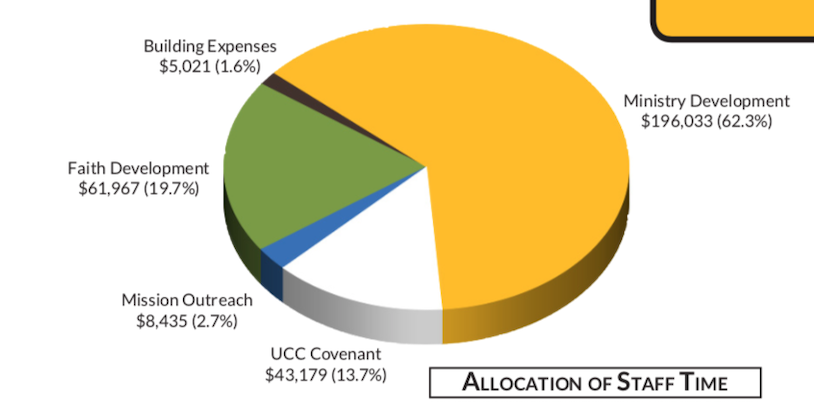 Building Expenses
$5,021 (1.6%)
Ministry Development
$196,033 (62.3%)
Faith Development
$61,967 (19.7%)
Mission Outreach
$8,435 (2.7%)
UCC Covenant
$43,179 (13.7%)
ALLOCATION OF STAFF TIME